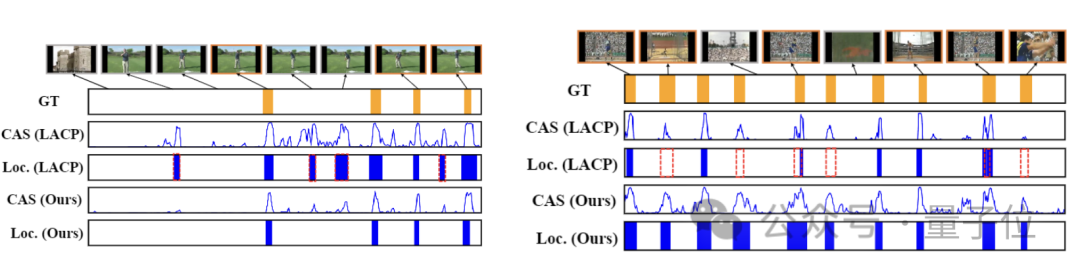 GT
CAS (LACP)
Loc. (LACP)
CAS (Ours)
Loc. (Ours)
GT
CAS (LACP)
Loc. (LACP)
CAS (Ours)
Loc. (Ours)
公众号·量子位